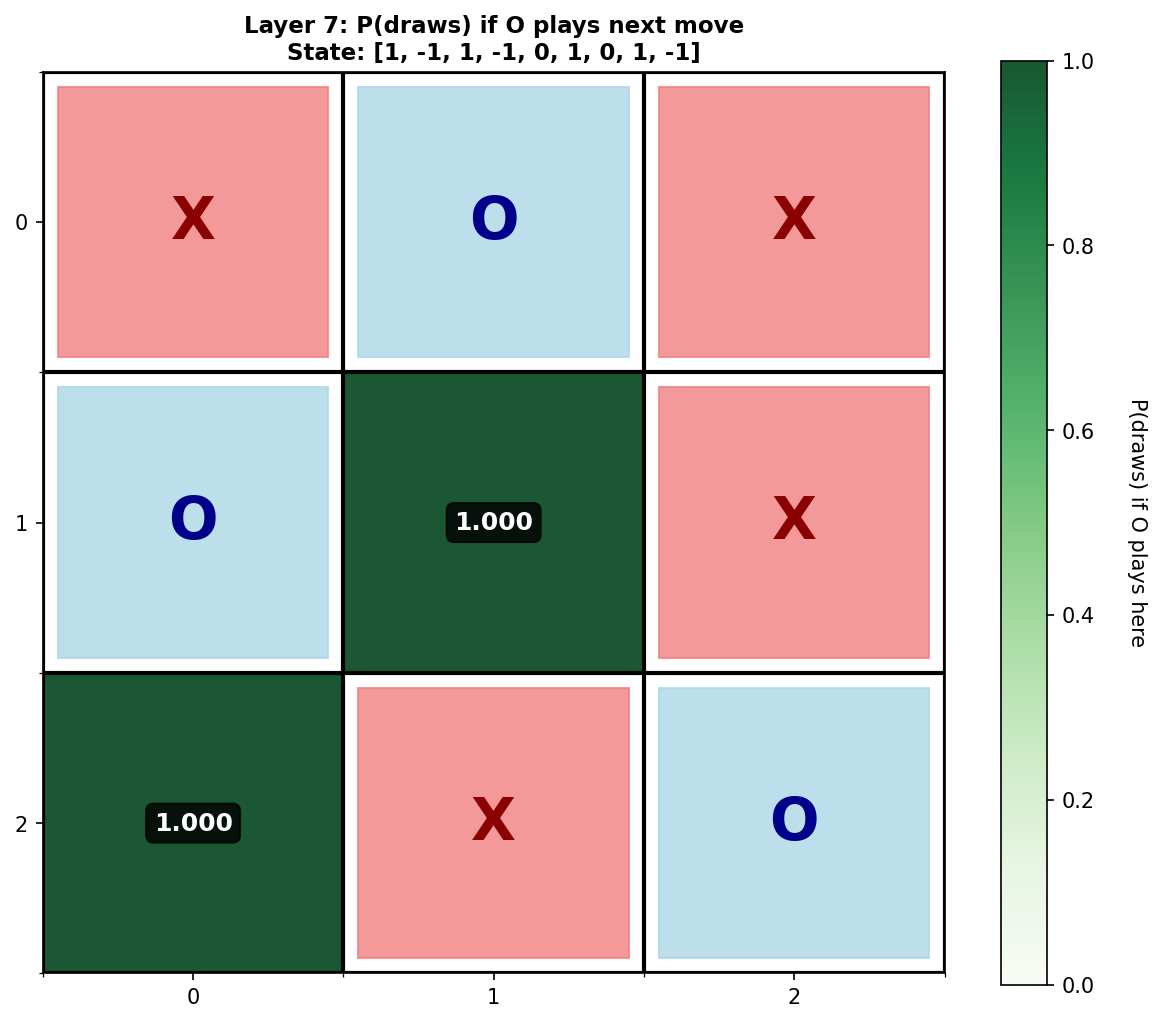 Layer 7: P(draws) if O plays next move
State: [1, -1, 1, -1, 0, 1, 0, 1, -1]
0
X
O
X
1
O
1.000
X
2
1.000
X
O
0
1
2
1.0
0.8
0.6
0.4
0.2
0.0
P(draws) if O plays here